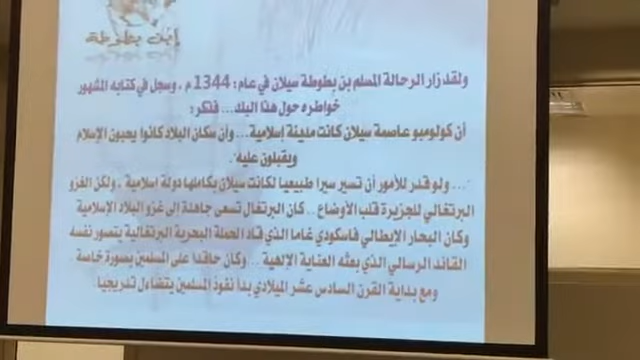 إبن بطوطة
ولقد زار الرحالة المسلم بن بطوطة سيلان في عام : 1344 م ، وسجل في كتابه المشهور
خواطره حول هذا البلد... فذكر :
أن كولومبو عاصمة سيلان كانت مدينة إسلامية ... وأن سكان البلاد كانوا يحبون الإسلام
ويقبلون عليه".
"... ولو قدر للأمور أن تسير سيرا طبيعيا لكانت سيلان بكاملها دولة إسلامية ، ولكن الغزو
البرتغالي للجزيرة قلب الأوضاع ... كان البرتغال تسعى جاهدة إلى غزو البلاد الإسلامية
وكان البحار الإيطالي فاسكودي غاما الذي قاد الحملة البحرية البرتغالية يتصور نفسه
القائد الرسالي الذي بعثه العناية الإلهية ... وكان حاقدا على المسلمين بصورة خاصة .
ومع بداية القرن السادس عشر الميلادي بدأ نفوذ المسلمين يتضاءل تدريجيا